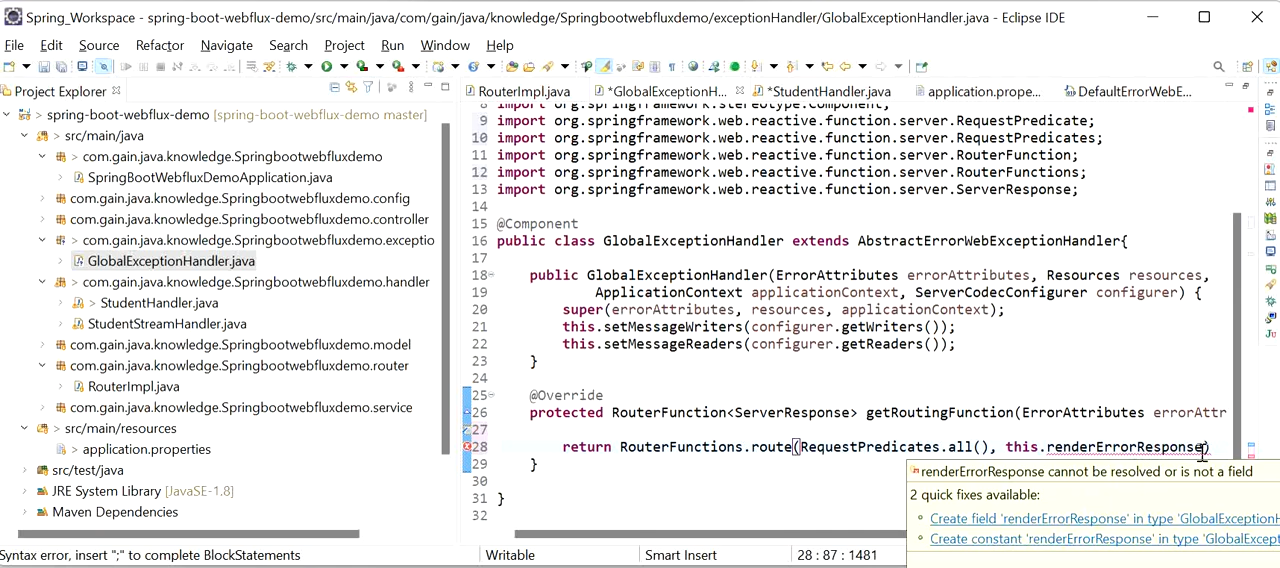 Spring_Workspace - spring-boot-webflux-demo/src/main/java/com/gain/java/knowledge/Springbootwebfluxdemo/exceptionHandler/GlobalExceptionHandler.java - Eclipse IDE
File Edit Source Refactor Navigate Search Project Run Window Help
Project Explorer
spring-boot-webflux-demo [spring-boot-webflux-demo master]
src/main/java
com.gain.java.knowledge.Springbootwebfluxdemo
SpringBootWebfluxDemoApplication.java
com.gain.java.knowledge.Springbootwebfluxdemo.config
com.gain.java.knowledge.Springbootwebfluxdemo.controller
com.gain.java.knowledge.Springbootwebfluxdemo.exceptio
GlobalExceptionHandler.java
com.gain.java.knowledge.Springbootwebfluxdemo.handler
StudentHandler.java
StudentStreamHandler.java
com.gain.java.knowledge.Springbootwebfluxdemo.model
com.gain.java.knowledge.Springbootwebfluxdemo.router
RouterImpl.java
com.gain.java.knowledge.Springbootwebfluxdemo.service
src/main/resources
application.properties
src/test/java
JRE System Library [JavaSE-1.8]
Maven Dependencies
RouterImpl.java *GlobalExceptionH... *StudentHandler.java application.prope... DefaultErrorWebE...
8 import org.springframework.stereotype.Component;
9 import org.springframework.web.reactive.function.server.RequestPredicate;
10 import org.springframework.web.reactive.function.server.RequestPredicates;
11 import org.springframework.web.reactive.function.server.RouterFunction;
12 import org.springframework.web.reactive.function.server.RouterFunctions;
13 import org.springframework.web.reactive.function.server.ServerResponse;
14
15 @Component
16 public class GlobalExceptionHandler extends AbstractErrorWebExceptionHandler{
17
18 public GlobalExceptionHandler(ErrorAttributes errorAttributes, Resources resources,
19 ApplicationContext applicationContext, ServerCodecConfigurer configurer) {
20 super(errorAttributes, resources, applicationContext);
21 this.setMessageWriters(configurer.getWriters());
22 this.setMessageReaders(configurer.getReaders());
23 }
24
25 @Override
26 protected RouterFunction<ServerResponse> getRoutingFunction(ErrorAttributes errorAttr
27
28 return RouterFunctions.route(RequestPredicates.all(), this.renderErrorResponse)
29 }
30
31 }
32
renderErrorResponse cannot be resolved or is not a field
2 quick fixes available:
Create field 'renderErrorResponse' in type 'GlobalExceptionH
Create constant 'renderErrorResponse' in type 'GlobalExcept
Syntax error, insert ";" to complete BlockStatements Writable Smart Insert 28 : 87 : 1481